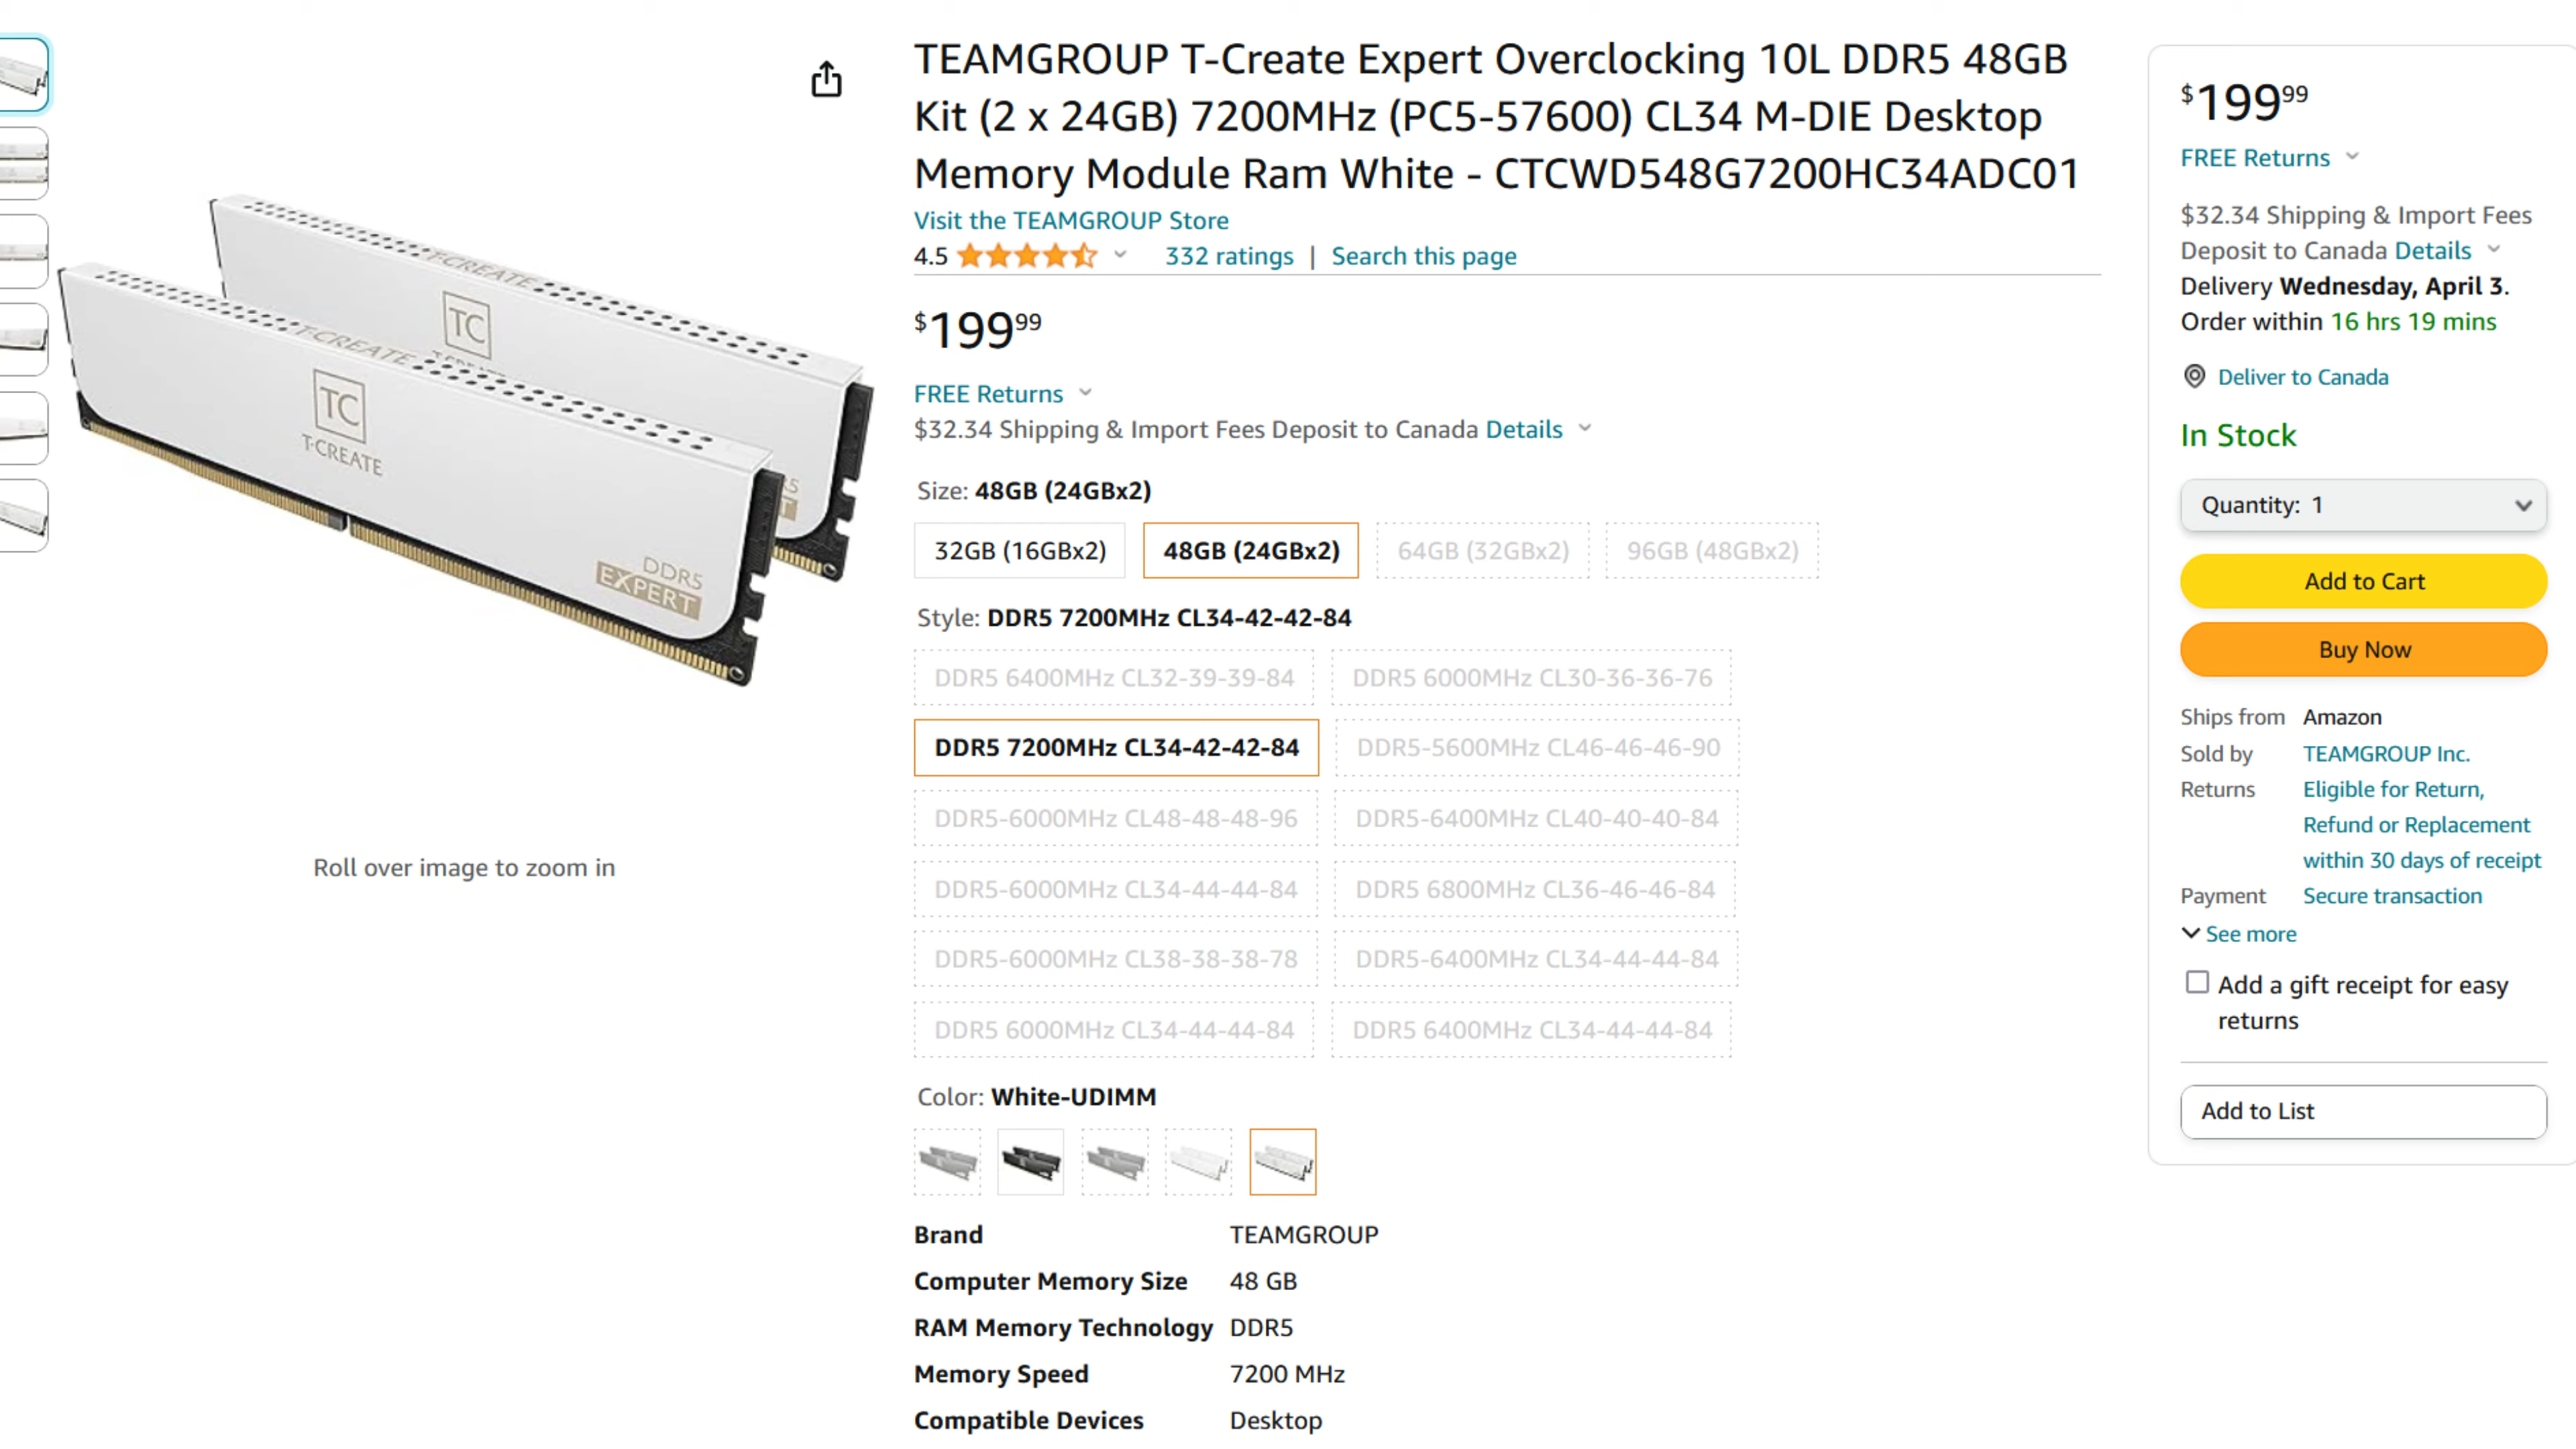 TEAMGROUP T-Create Expert Overclocking 10L DDR5 48GB
Kit (2 x 24GB) 7200MHz (PC5-57600) CL34 M-DIE Desktop
Memory Module Ram White - CTCWD548G7200HC34ADC01
Visit the TEAMGROUP Store
4.5 332 ratings | Search this page
$199.99
FREE Returns
$32.34 Shipping & Import Fees Deposit to Canada Details
Size: 48GB (24GBx2)
32GB (16GBx2) 48GB (24GBx2) 64GB (32GBx2) 96GB (48GBx2)
Style: DDR5 7200MHz CL34-42-42-84
DDR5 6400MHz CL32-39-39-84 DDR5 6000MHz CL30-36-36-76
DDR5 7200MHz CL34-42-42-84 DDR5-5600MHz CL46-46-46-90
DDR5-6000MHz CL48-48-48-96 DDR5-6400MHz CL40-40-40-84
DDR5-6000MHz CL34-44-44-84 DDR5 6800MHz CL36-46-46-84
DDR5-6000MHz CL38-38-38-78 DDR5-6400MHz CL34-44-44-84
DDR5 6000MHz CL34-44-44-84 DDR5 6400MHz CL34-44-44-84
Color: White-UDIMM
Brand TEAMGROUP
Computer Memory Size 48 GB
RAM Memory Technology DDR5
Memory Speed 7200 MHz
Compatible Devices Desktop
T-CREATE
TC
T-CREATE
TC
T-CREATE
DDR5
EXPERT
Roll over image to zoom in
$199.99
FREE Returns
$32.34 Shipping & Import Fees
Deposit to Canada Details
Delivery Wednesday, April 3.
Order within 16 hrs 19 mins
Deliver to Canada
In Stock
Quantity: 1
Add to Cart
Buy Now
Ships from Amazon
Sold by TEAMGROUP Inc.
Returns Eligible for Return,
Refund or Replacement
within 30 days of receipt
Payment Secure transaction
See more
Add a gift receipt for easy
returns
Add to List